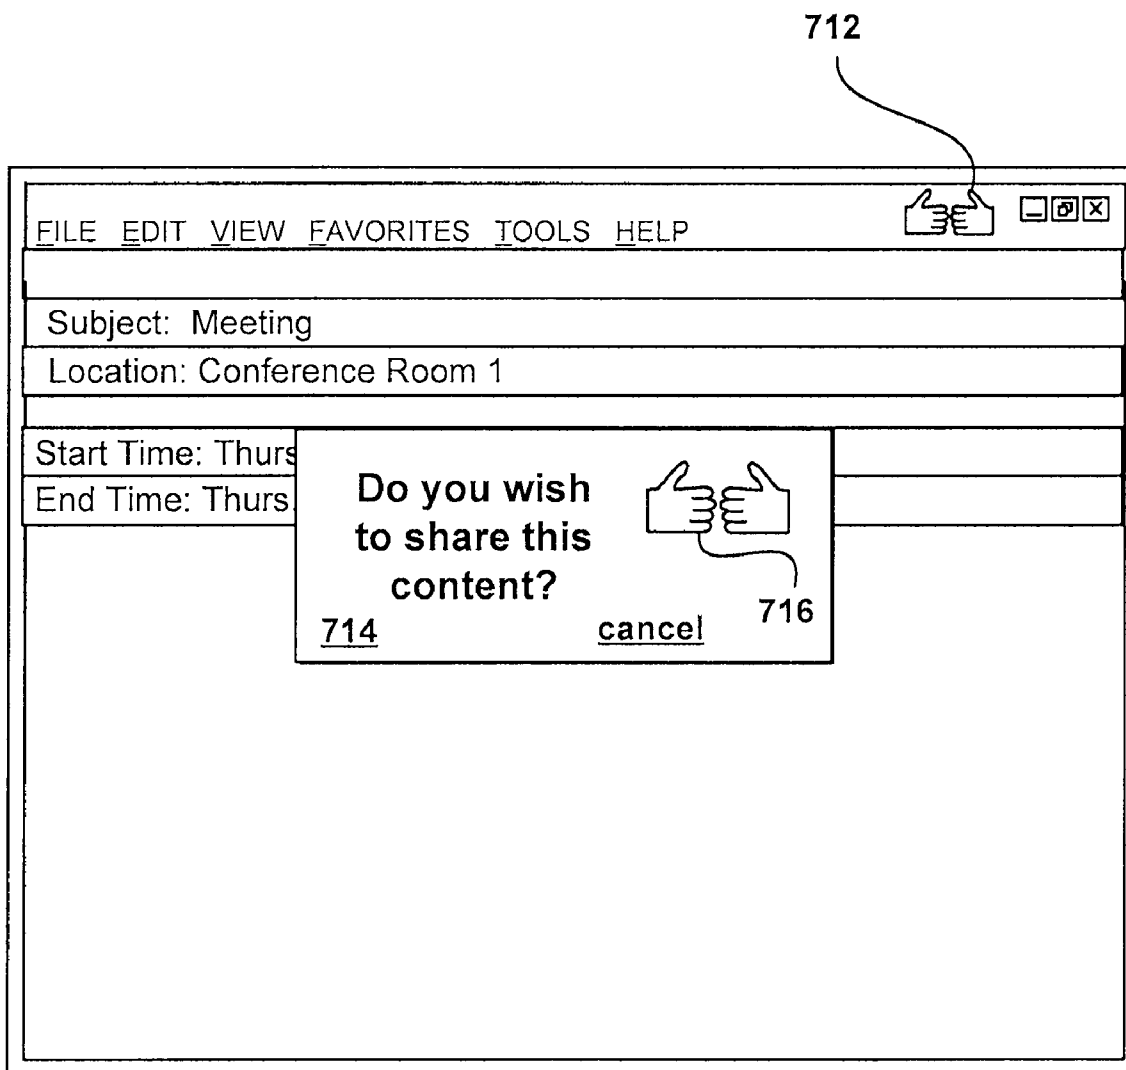 712
FILE EDIT VIEW FAVORITES TOOLS HELP
Subject: Meeting
Location: Conference Room 1
Start Time: Thurs
End Time: Thurs.
Do you wish
to share this
content?
716
714
cancel